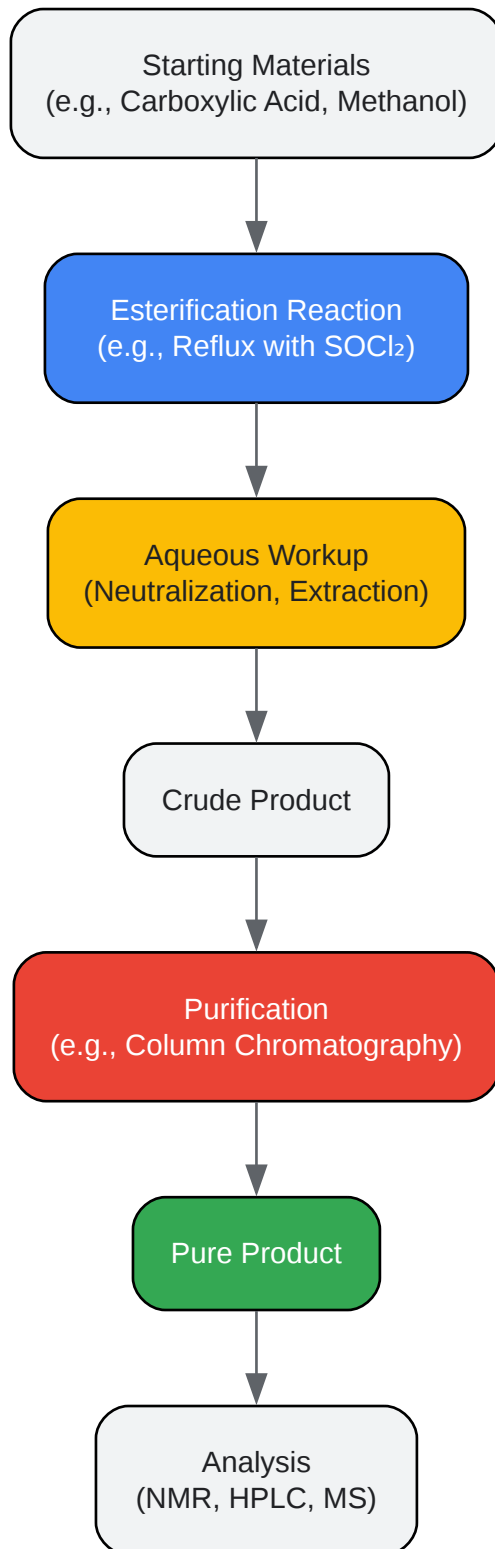 Starting Materials
(e.g., Carboxylic Acid, Methanol)
Esterification Reaction
(e.g., Reflux with SOCl₂)
Aqueous Workup
(Neutralization, Extraction)
Crude Product
Purification
(e.g., Column Chromatography)
Pure Product
Analysis
(NMR, HPLC, MS)